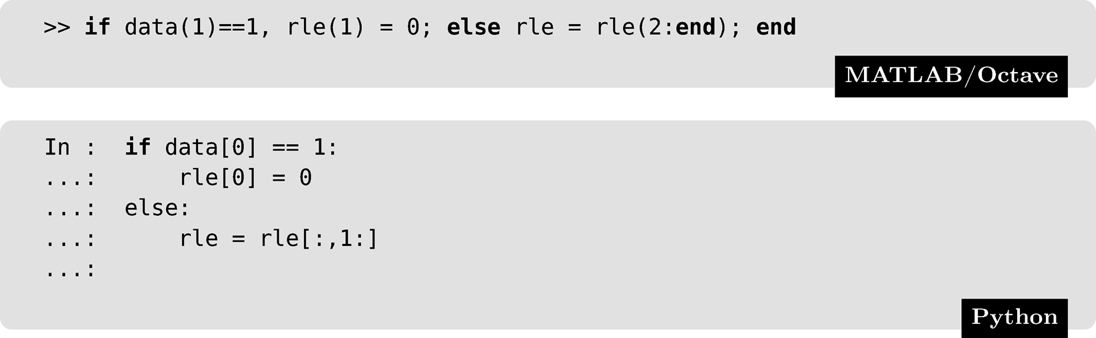 >> if data(1)==1, rle(1) = 0; else rle = rle(2:end); end
MATLAB/Octave
In :  if data[0] == 1:
...:      rle[0] = 0
...:  else:
...:      rle = rle[:,1:]
...:
Python